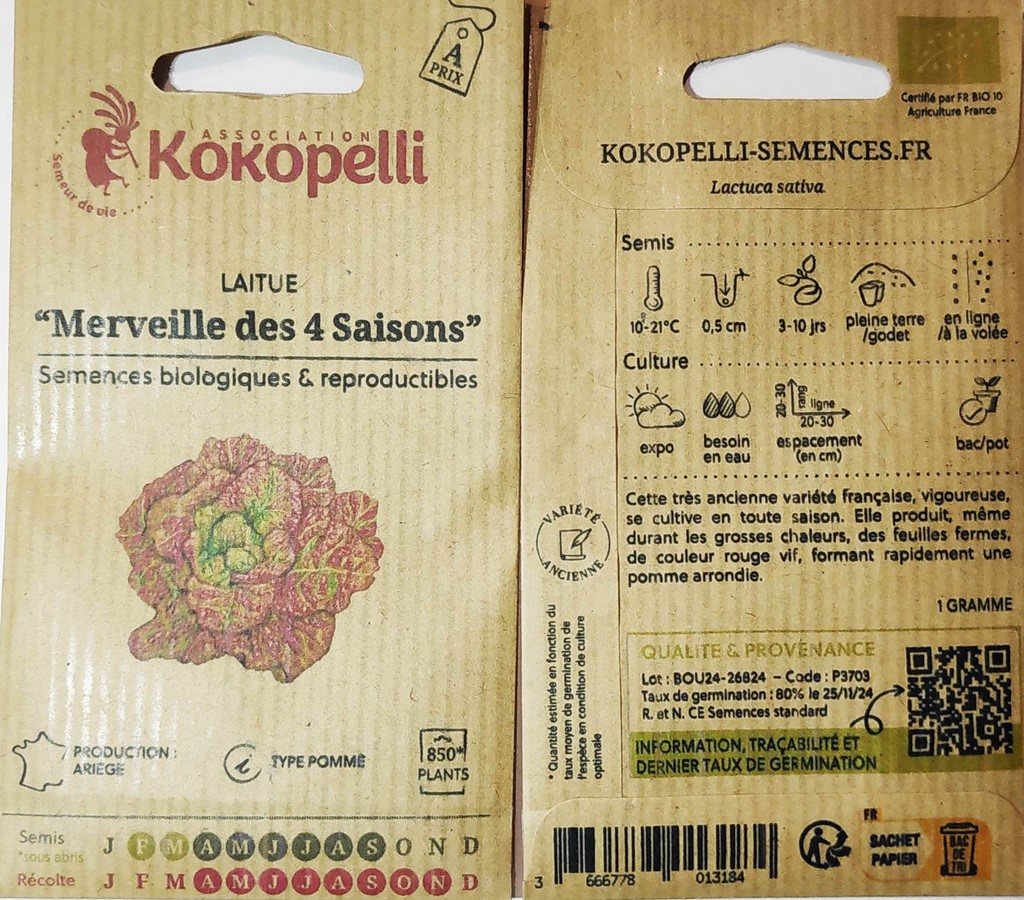 A
PRIX
ASSOCIATION
Kokopelli
Semeur de vie
LAITUE
“Merveille des 4 Saisons”
Semences biologiques & reproductibles
PRODUCTION :
ARIÈGE
i
TYPE POMMÉ
850*
PLANTS
Semis
*sous abris
J F M A M J J A S O N D
Récolte
J F M A M J J A S O N D
Certifié par FR BIO 10
Agriculture France
KOKOPELLI-SEMENCES.FR
Lactuca sativa
Semis
10°-21°C
0,5 cm
3-10 jrs
pleine terre
/godet
en ligne
/à la volée
Culture
expo
besoin
en eau
20-30
rang
ligne
20-30
espacement
(en cm)
bac/pot
VARIÉTÉ
ANCIENNE
Cette très ancienne variété française, vigoureuse,
se cultive en toute saison. Elle produit, même
durant les grosses chaleurs, des feuilles fermes,
de couleur rouge vif, formant rapidement une
pomme arrondie.
1 GRAMME
* Quantité estimée en fonction du
taux moyen de germination de
l'espèce en condition de culture
optimale
QUALITÉ & PROVENANCE
Lot : BOU24-26824 – Code : P3703
Taux de germination : 80% le 25/11/24
R. et N. CE Semences standard
INFORMATION, TRAÇABILITÉ ET
DERNIER TAUX DE GERMINATION
3 666778 013184
FR
SACHET
PAPIER
BAC
DE
TRI